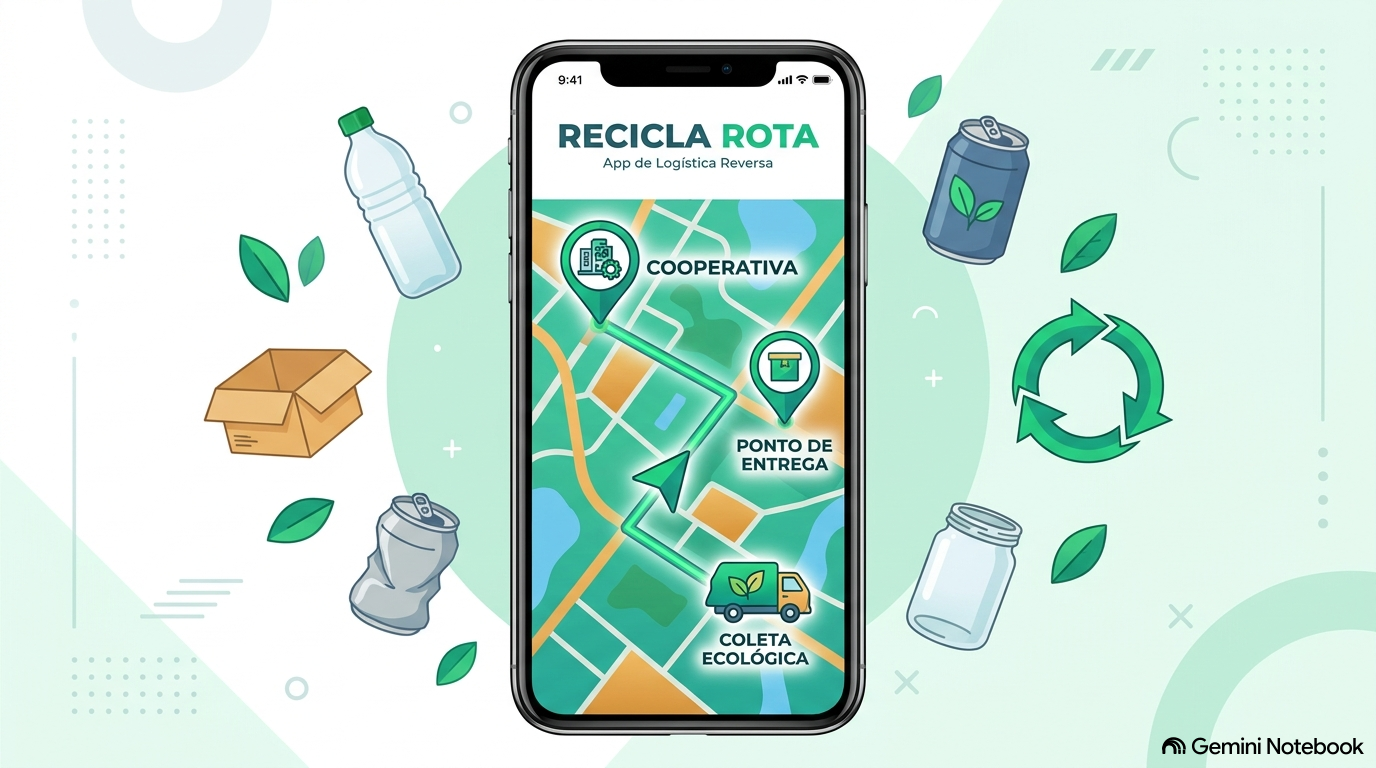 9:41
RECICLA ROTA
App de Logística Reversa
COOPERATIVA
PONTO DE
ENTREGA
COLETA
ECOLÓGICA
Gemini Notebook